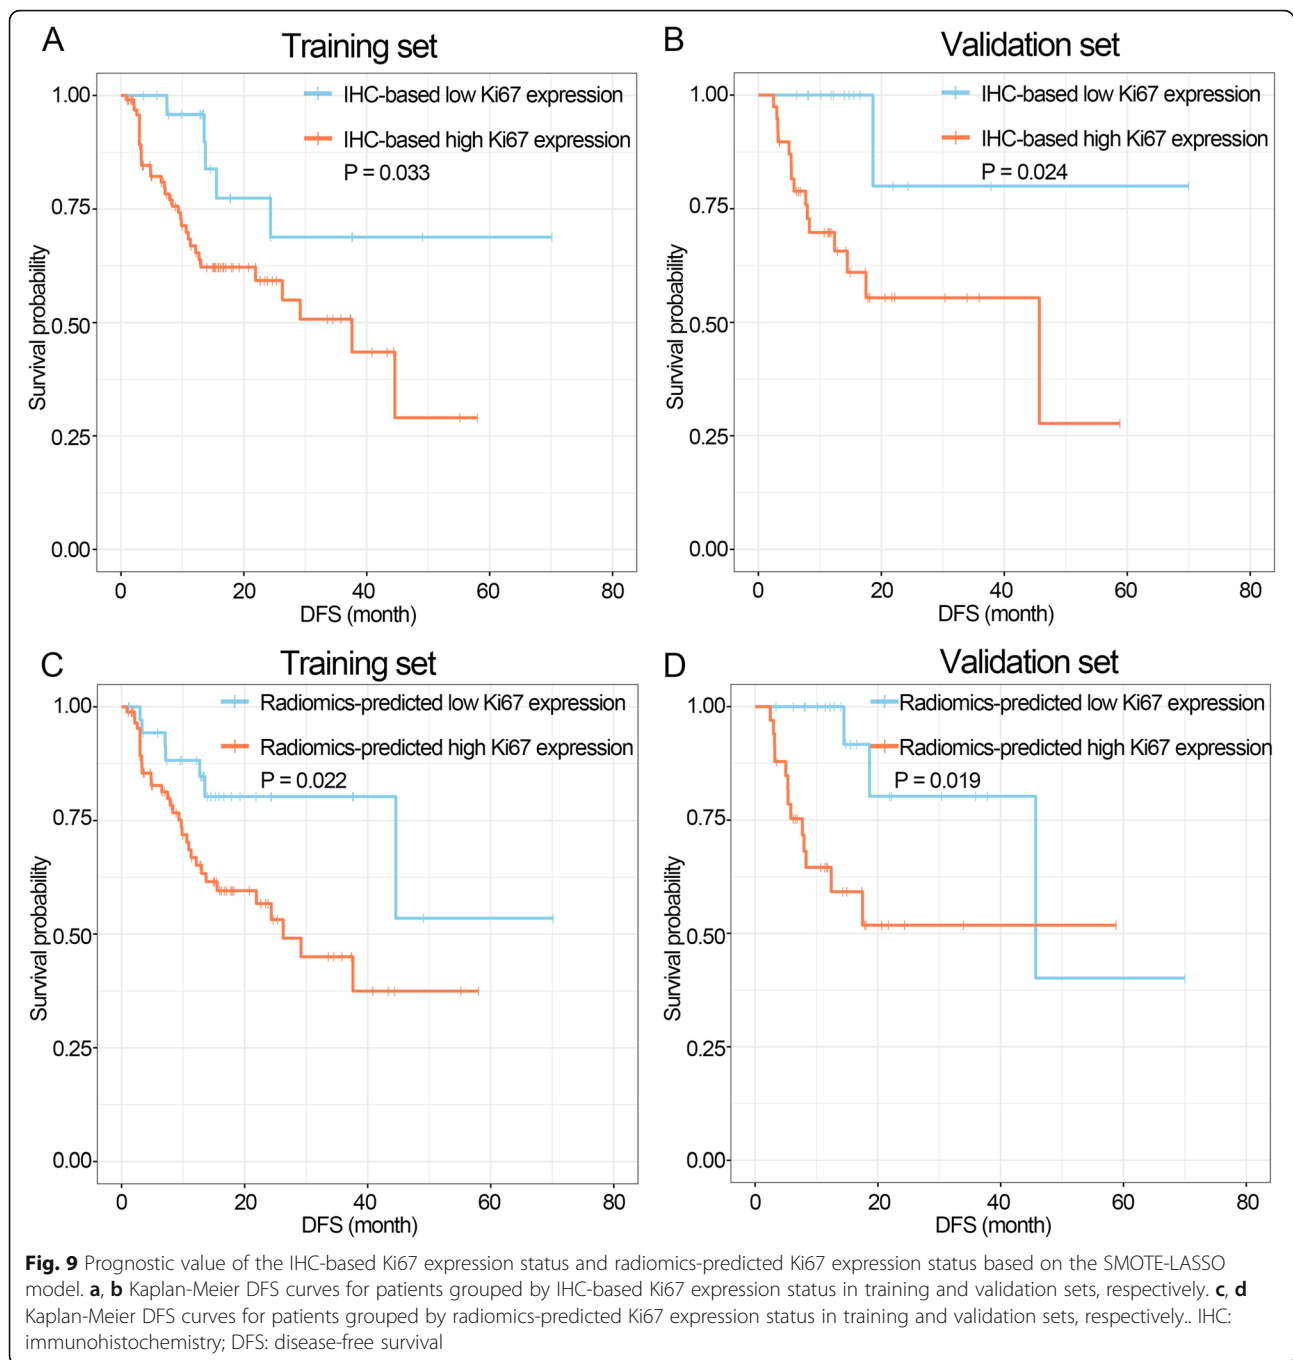 A
Training set
1.00
IHC-based low Ki67 expression
IHC-based high Ki67 expression
P = 0.033
0.75
0.50
0.25
0.00
Survival probability
0 20 40 60 80
DFS (month)
B
Validation set
1.00
IHC-based low Ki67 expression
IHC-based high Ki67 expression
P = 0.024
0.75
0.50
0.25
0.00
Survival probability
0 20 40 60 80
DFS (month)
C
Training set
1.00
Radiomics-predicted low Ki67 expression
Radiomics-predicted high Ki67 expression
P = 0.022
0.75
0.50
0.25
0.00
Survival probability
0 20 40 60 80
DFS (month)
D
Validation set
1.00
Radiomics-predicted low Ki67 expression
Radiomics-predicted high Ki67 expression
P = 0.019
0.75
0.50
0.25
0.00
Survival probability
0 20 40 60 80
DFS (month)
Fig. 9 Prognostic value of the IHC-based Ki67 expression status and radiomics-predicted Ki67 expression status based on the SMOTE-LASSO
model. a, b Kaplan-Meier DFS curves for patients grouped by IHC-based Ki67 expression status in training and validation sets, respectively. c, d
Kaplan-Meier DFS curves for patients grouped by radiomics-predicted Ki67 expression status in training and validation sets, respectively.. IHC:
immunohistochemistry; DFS: disease-free survival